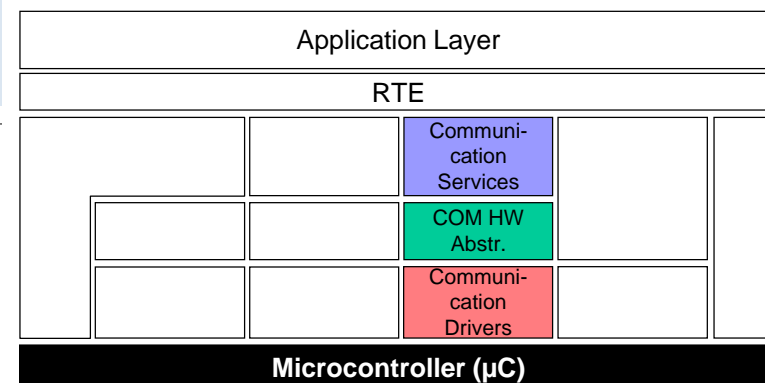 Application Layer
RTE
Communi-
cation
Services
COM HW
Abstr.
Communi-
cation
Drivers
Microcontroller (µC)